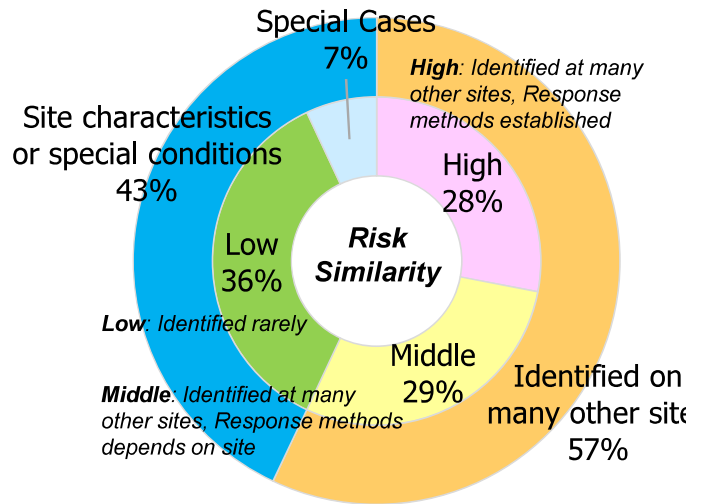 Special Cases
7%
High: Identified at many
other sites, Response
methods established
Site characteristics
or special conditions
43%
High
28%
Risk
Similarity
Low
36%
Low: Identified rarely
Middle
29%
Middle: Identified at many
other sites, Response methods
depends on site
Identified on
many other site
57%